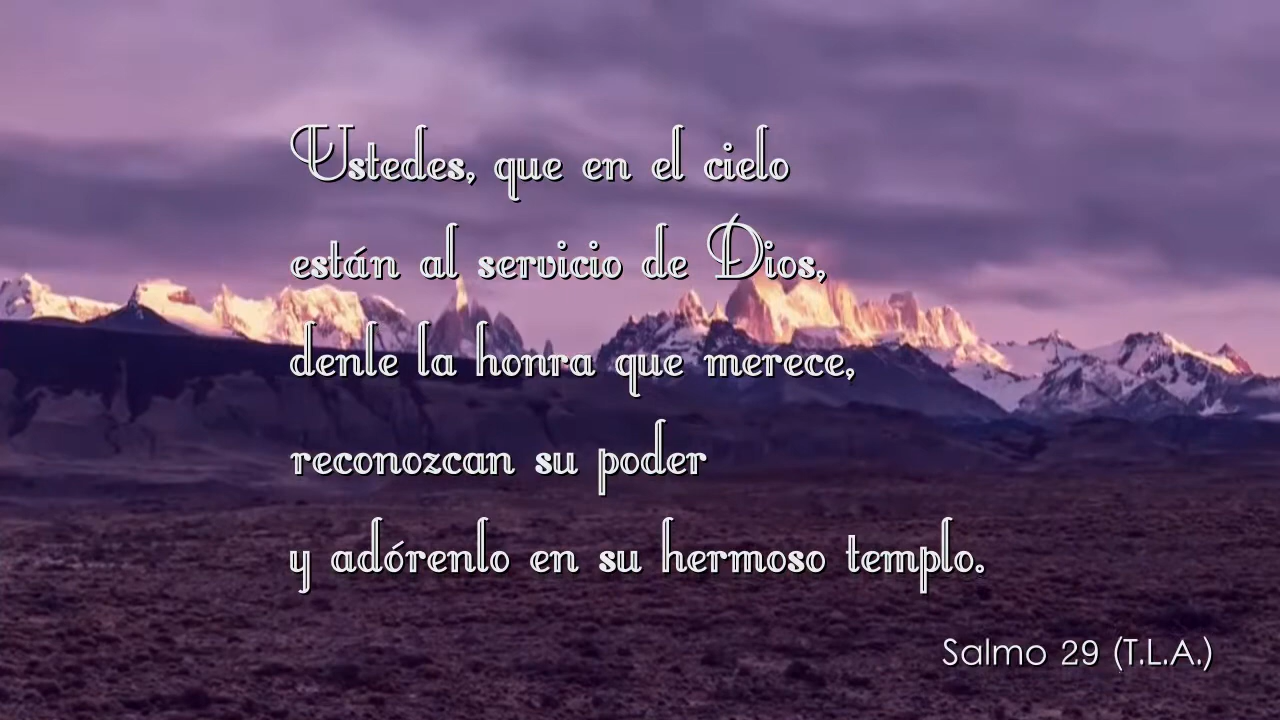 Ustedes, que en el cielo
están al servicio de Dios,
denle la honra que merece,
reconozcan su poder
y adórenlo en su hermoso templo.
Salmo 29 (T.L.A.)